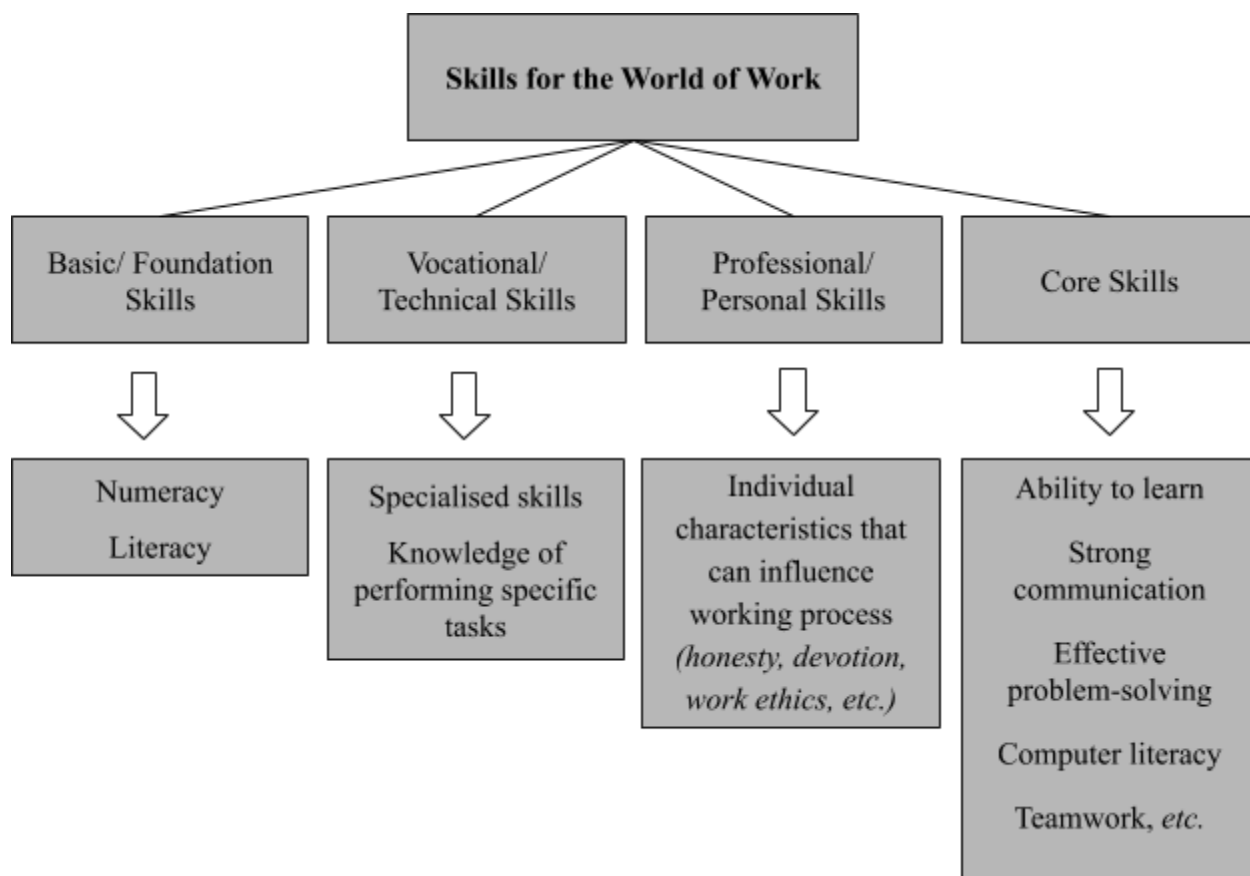 Skills for the World of Work
Basic/ Foundation
Skills
Vocational/
Technical Skills
Professional/
Personal Skills
Core Skills
Numeracy
Literacy
Specialised skills
Knowledge of
performing specific
tasks
Individual
characteristics that
can influence
working process
(honesty, devotion,
work ethics, etc.)
Ability to learn
Strong
communication
Effective
problem-solving
Computer literacy
Teamwork, etc.